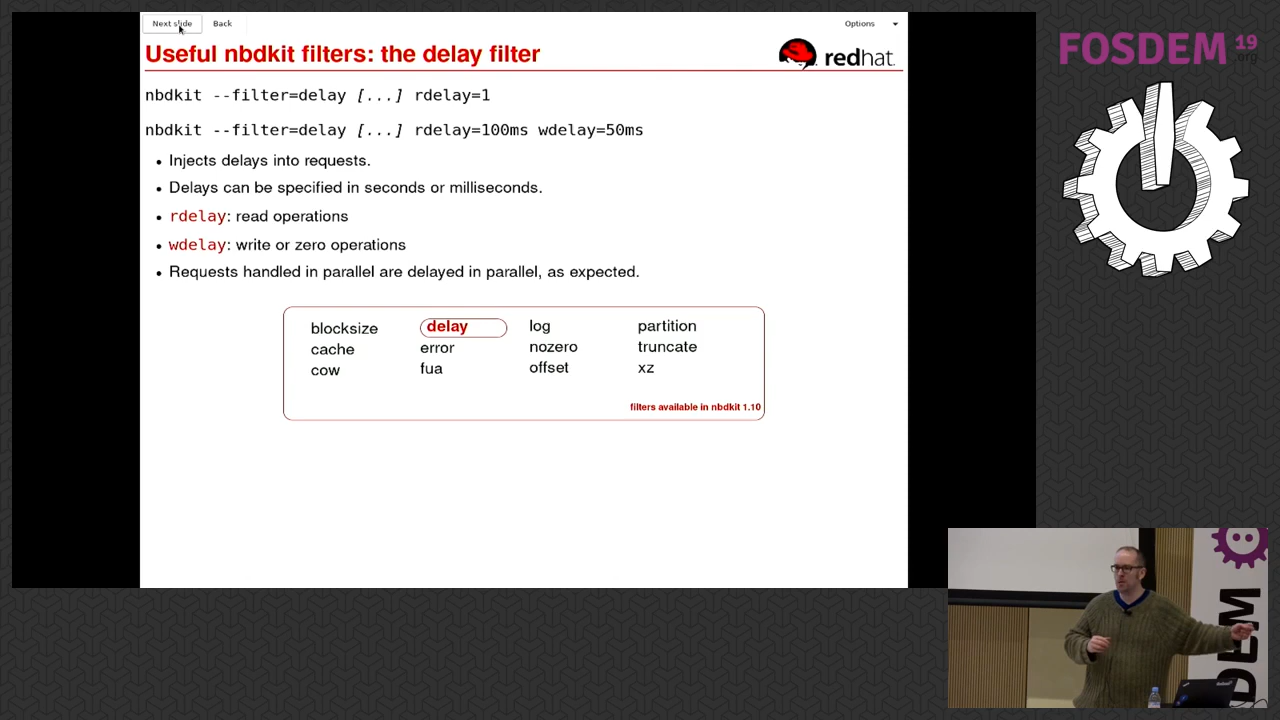 Next slide Back Options
Useful nbdkit filters: the delay filter
redhat.
nbdkit --filter=delay [...] rdelay=1
nbdkit --filter=delay [...] rdelay=100ms wdelay=50ms
• Injects delays into requests.
• Delays can be specified in seconds or milliseconds.
• rdelay: read operations
• wdelay: write or zero operations
• Requests handled in parallel are delayed in parallel, as expected.
blocksize delay log partition
cache error nozero truncate
cow fua offset xz
filters available in nbdkit 1.10
FOSDEM 19
.org
DEM